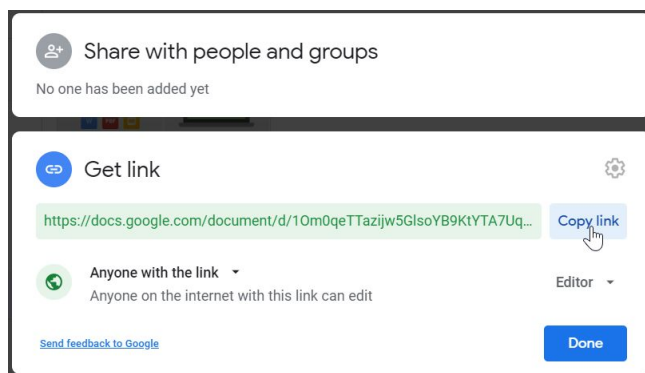 Share with people and groups
No one has been added yet
Get link
https://docs.google.com/document/d/1Om0qeTTazijw5GlsoYB9KtYTA7Uq... Copy link
Anyone with the link
Anyone on the internet with this link can edit Editor
Send feedback to Google Done